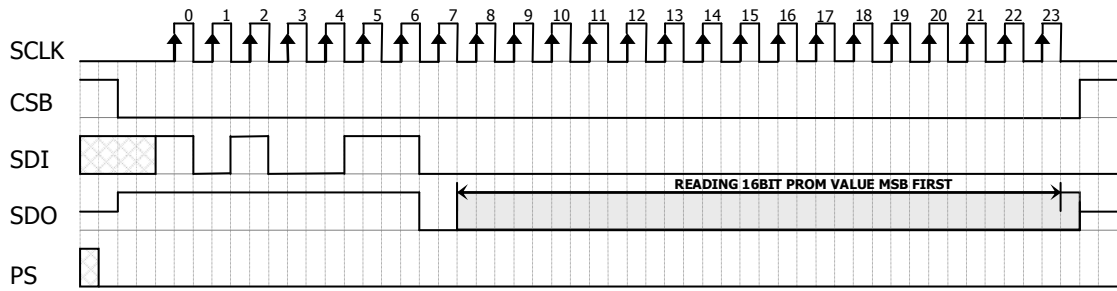 0 1 2 3 4 5 6 7 8 9 10 11 12 13 14 15 16 17 18 19 20 21 22 23
SCLK
CSB
SDI
READING 16BIT PROM VALUE MSB FIRST
SDO
PS